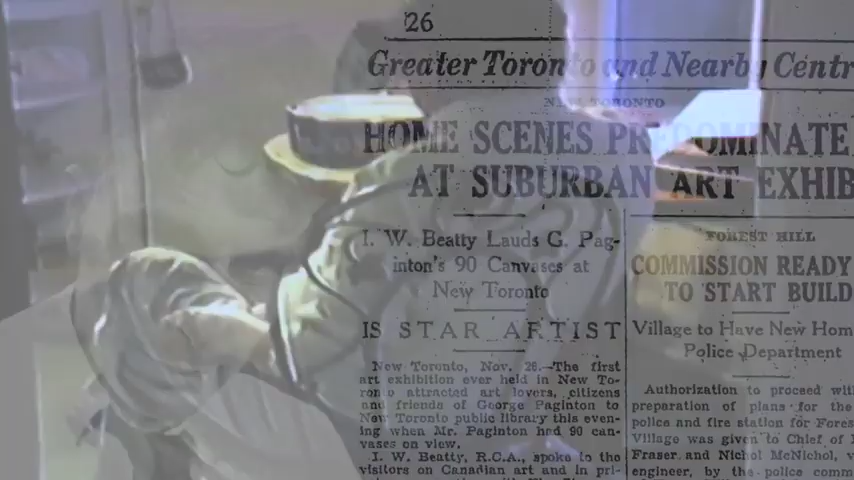 26
Greater Toronto and Nearby Centr
NEW TORONTO
HOME SCENES PREDOMINATE
AT SUBURBAN ART EXHIB
I. W. Beatty Lauds G. Pag-
inton's 90 Canvases at
New Toronto
IS STAR ARTIST
New Toronto, Nov. 26.—The first
art exhibition ever held in New To-
ronto attracted art lovers, citizens
and friends of George Paginton to
New Toronto public library this even-
ing when Mr. Paginton had 90 can-
vases on view.
I. W. Beatty, R.C.A., spoke to the
visitors on Canadian art and in pri-
FOREST HILL
COMMISSION READY
TO START BUILD
Village to Have New Hom
Police Department
Authorization to proceed wit
preparation of plans for the
police and fire station for Fores
Village was given to Chief of
Fraser and Nichol McNichol, v
engineer, by the police comm